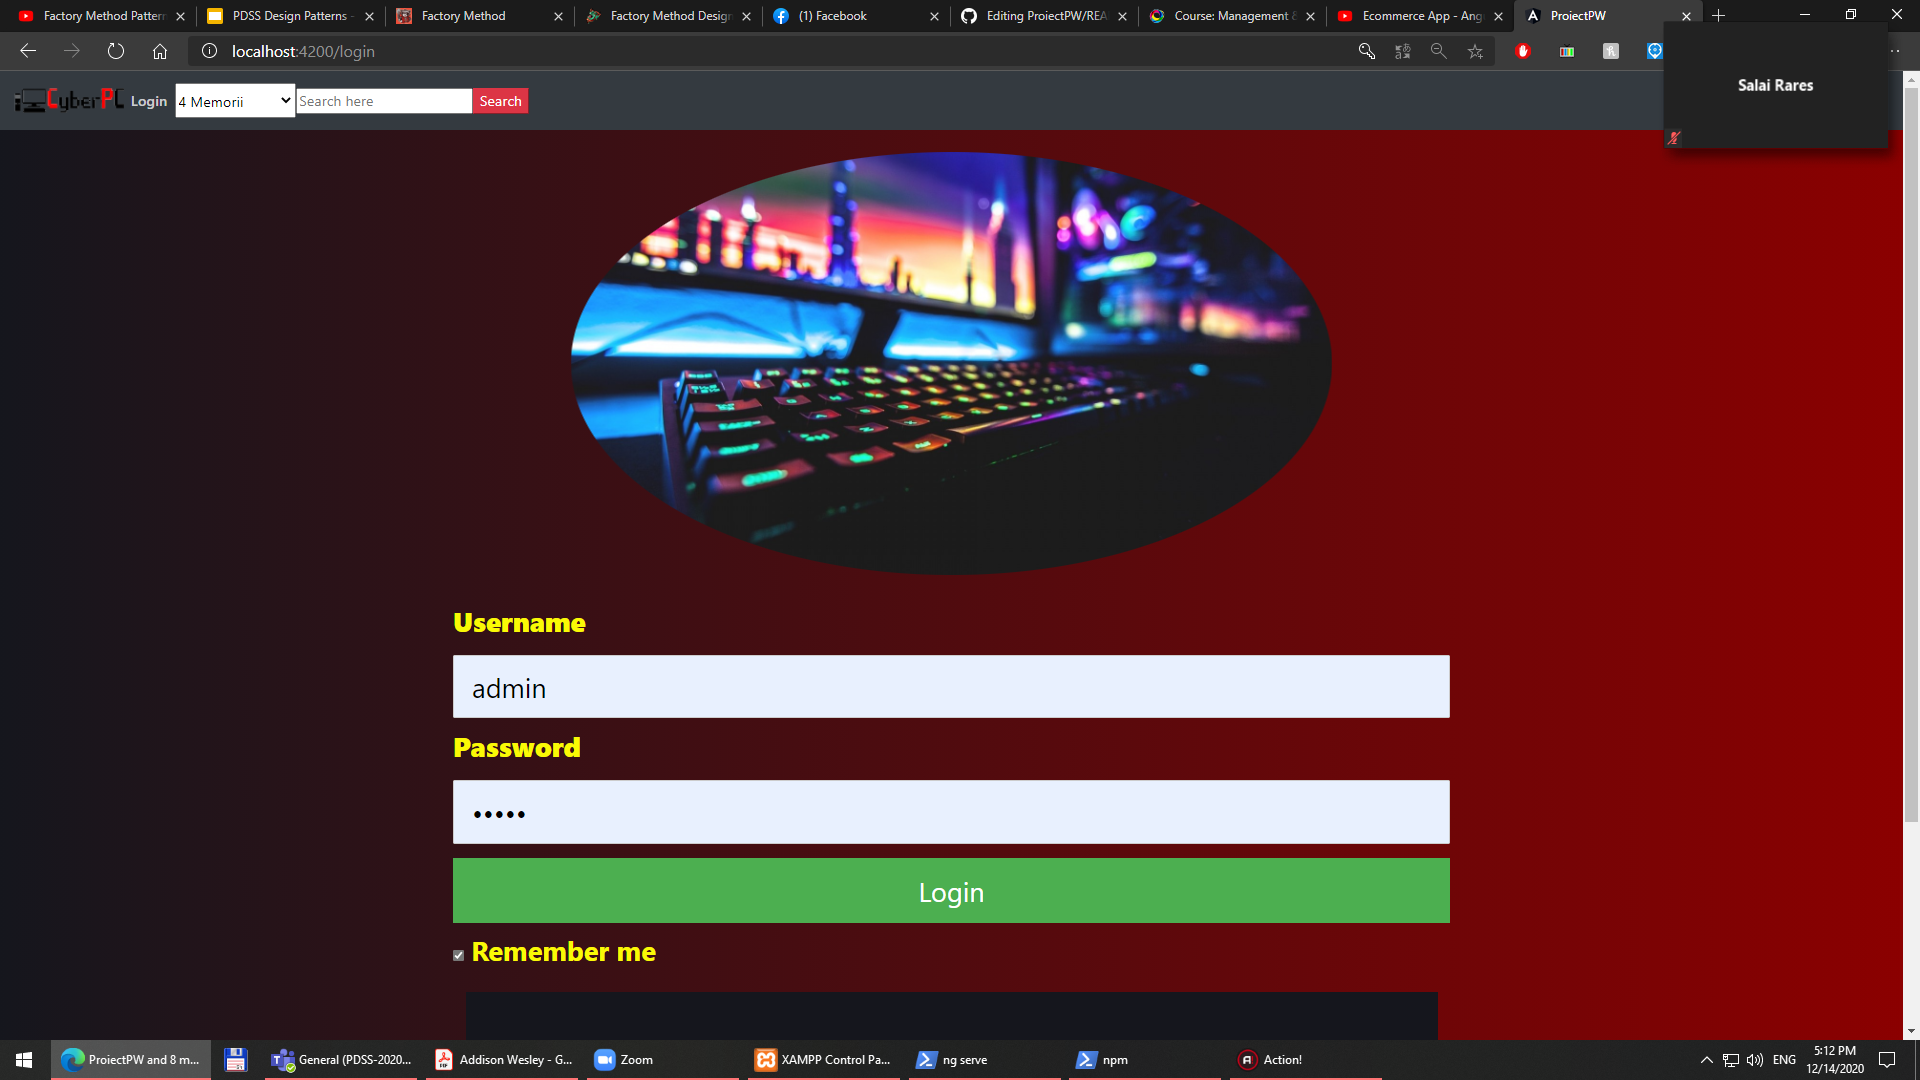 Factory Method Pattern
PDSS Design Patterns -
Factory Method
Factory Method Design
(1) Facebook
Editing ProiectPW/REA
Course: Management &
Ecommerce App - Ang
ProiectPW
localhost:4200/login
CyberPC
Login
4 Memorii
Search here
Search
Salai Rares
Username
admin
Password
•••••
Login
Remember me
ProiectPW and 8 m...
General (PDSS-2020...
Addison Wesley - G...
Zoom
XAMPP Control Pa...
ng serve
npm
Action!
ENG
5:12 PM
12/14/2020